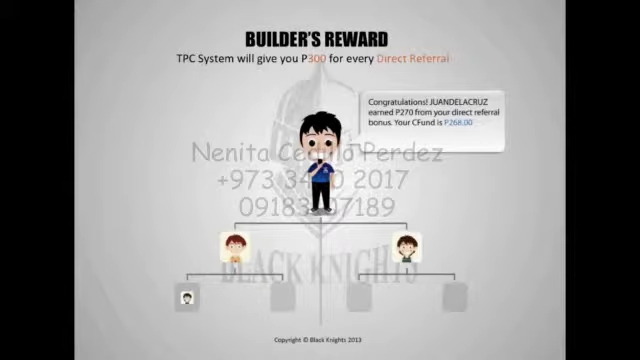 BUILDER'S REWARD
TPC System will give you P300 for every Direct Referral
Congratulations! JUANDELACRUZ
earned P270 from your direct referral
bonus. Your CFund is P268.00
Nenita Perdez
+973 2017
BLACK KNIGHTS
Copyright © Black Knights 2013